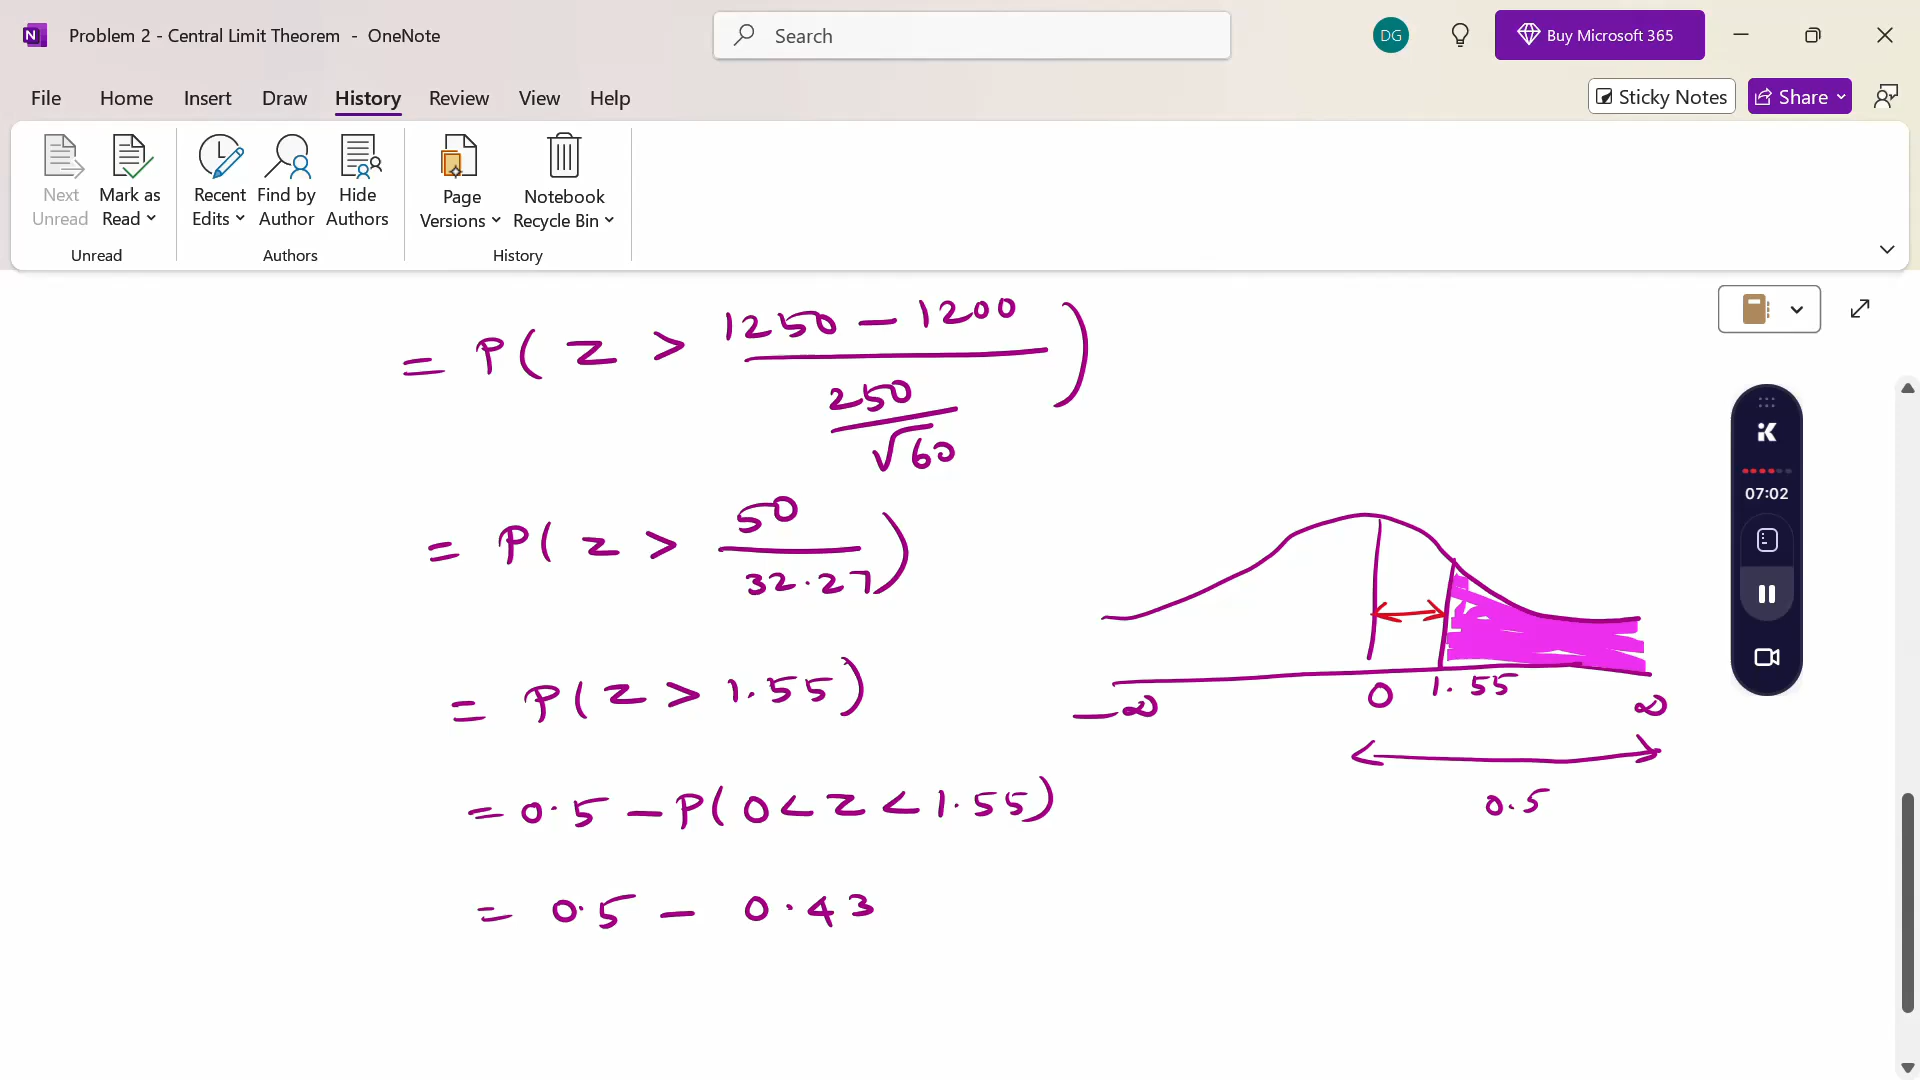 Problem 2 - Central Limit Theorem - OneNote
Search
DG
Buy Microsoft 365
File Home Insert Draw History Review View Help
Sticky Notes
Share
Next Unread
Mark as Read
Recent Edits
Find by Author
Hide Authors
Page Versions
Notebook Recycle Bin
Unread
Authors
History
= P( Z > 1250 - 1200
250
√60 )
= P( Z > 50
32.27 )
= P( Z > 1.55 )
= 0.5 - P( 0 < Z < 1.55 )
= 0.5 - 0.43
-∞ 0 1.55 ∞
0.5
07:02